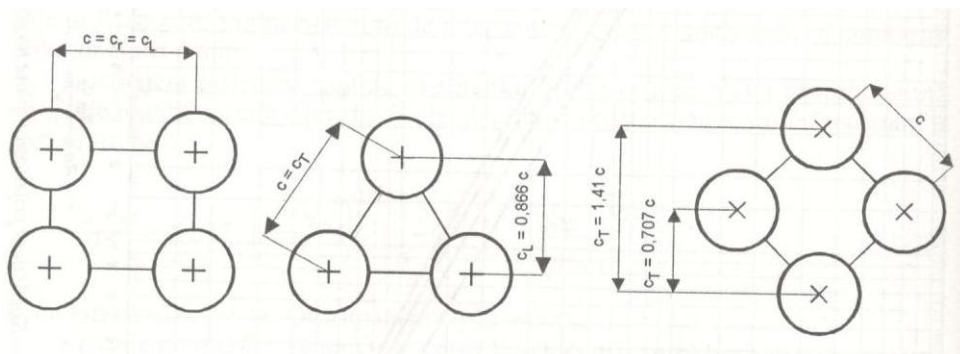 c = c_r = c_L
c = c_T
c_L = 0,866 c
c_T = 1,41 c
c_T = 0,707 c
c